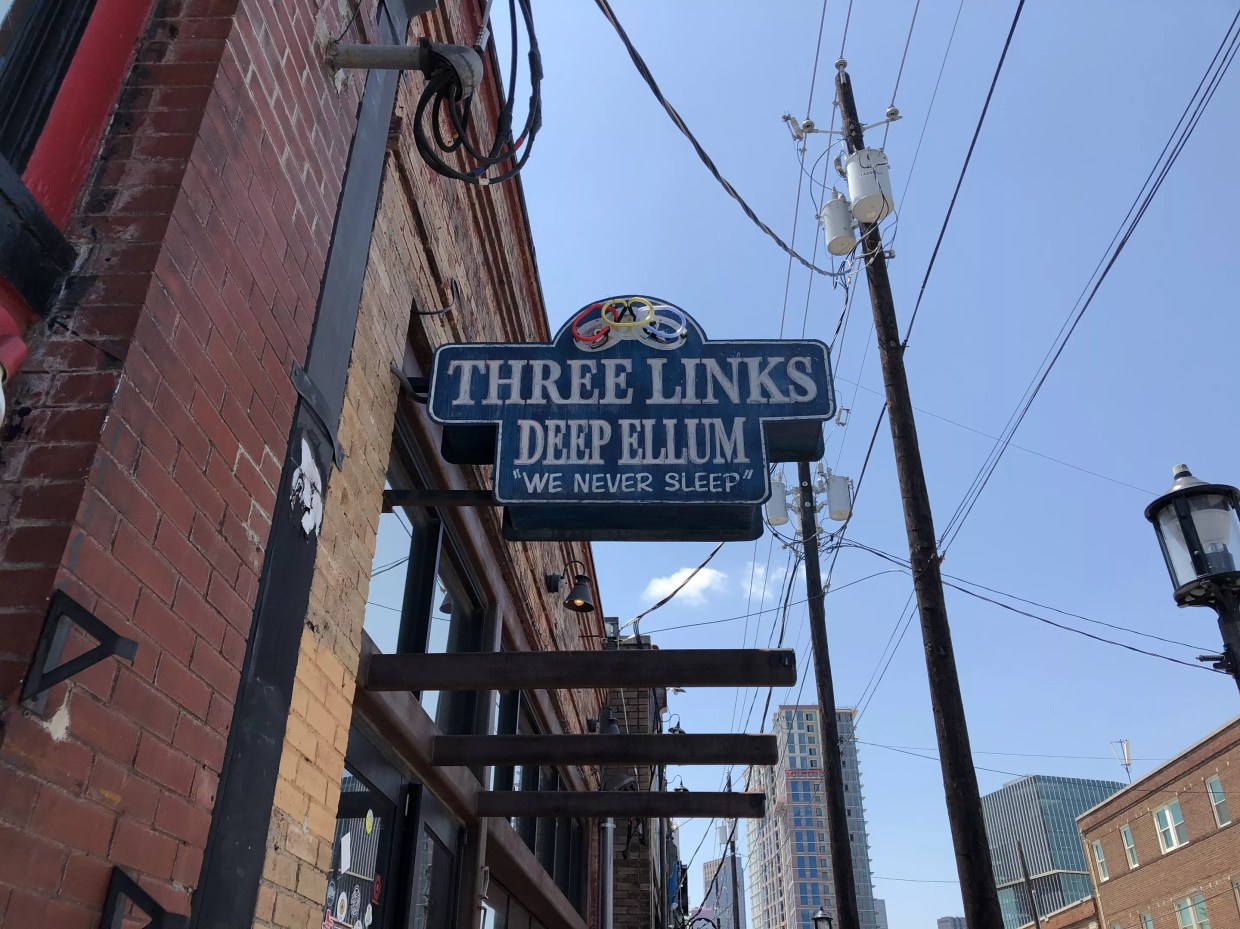 THREE LINKS
DEEP ELLUM
"WE NEVER SLEEP"